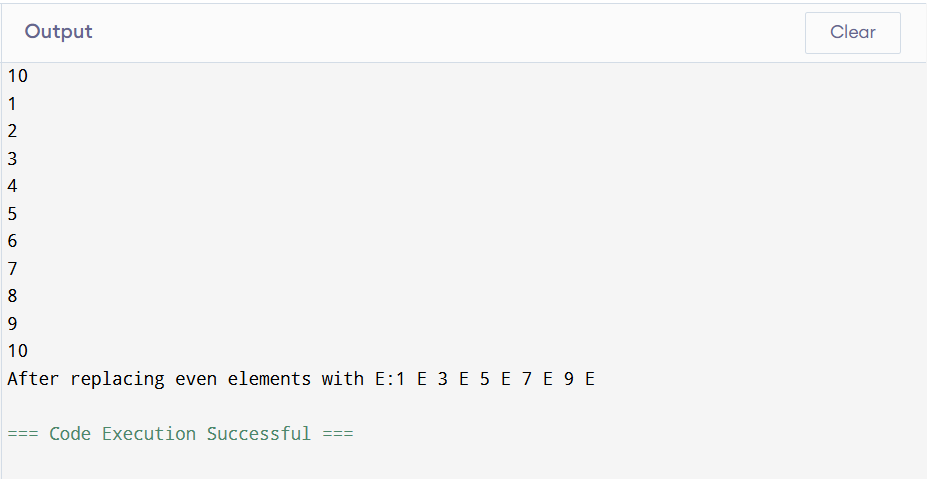 Output
Clear
10
1
2
3
4
5
6
7
8
9
10
After replacing even elements with E:1 E 3 E 5 E 7 E 9 E
=== Code Execution Successful ===